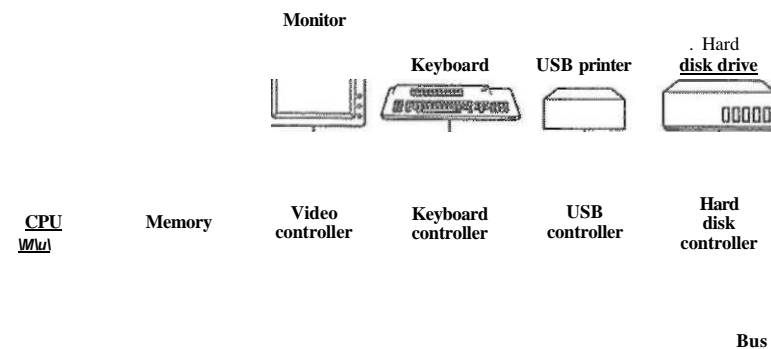 Monitor
Keyboard
USB printer
. Hard
disk drive
CPU
Memory
Video
controller
Keyboard
controller
USB
controller
Hard
disk
controller
Bus